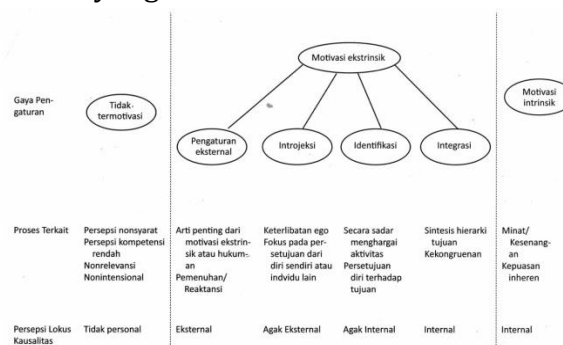 Motivasi ekstrinsik
Gaya Pen-
gaturan
Tidak
termotivasi
Motivasi
intrinsik
Pengaturan
eksternal
Introjeksi
Identifikasi
Integrasi
Proses Terkait
Persepsi nonsyarat
Persepsi kompetensi
rendah
Nonrelevansi
Nonintensional
Arti penting dari
motivasi ekstrin-
sik atau hukum-
an
Pemenuhan/
Reaktansi
Keterlibatan ego
Fokus pada per-
setujuan dari
diri sendiri atau
indvidu lain
Secara sadar
menghargai
aktivitas
Persetujuan
diri terhadap
tujuan
Sintesis hierarki
tujuan
Kekongruenan
Minat/
Kesenang-
an
Kepuasan
inheren
Persepsi Lokus
Kausalitas
Tidak personal
Eksternal
Agak Eksternal
Agak Internal
Internal
Internal